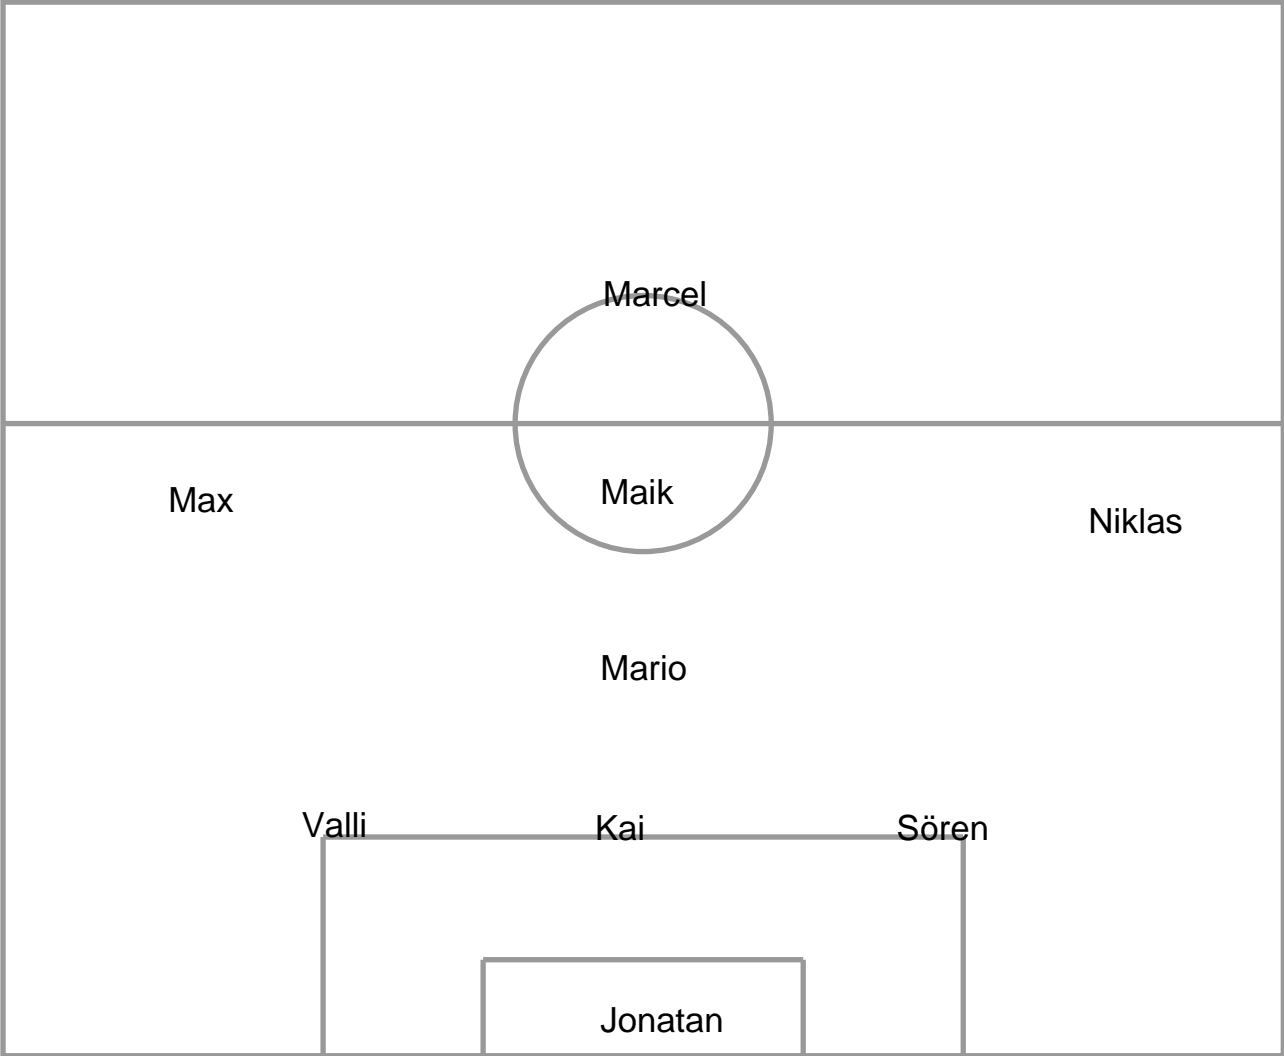 Marcel
Max
Maik
Niklas
Mario
Valli
Kai
Sören
Jonatan